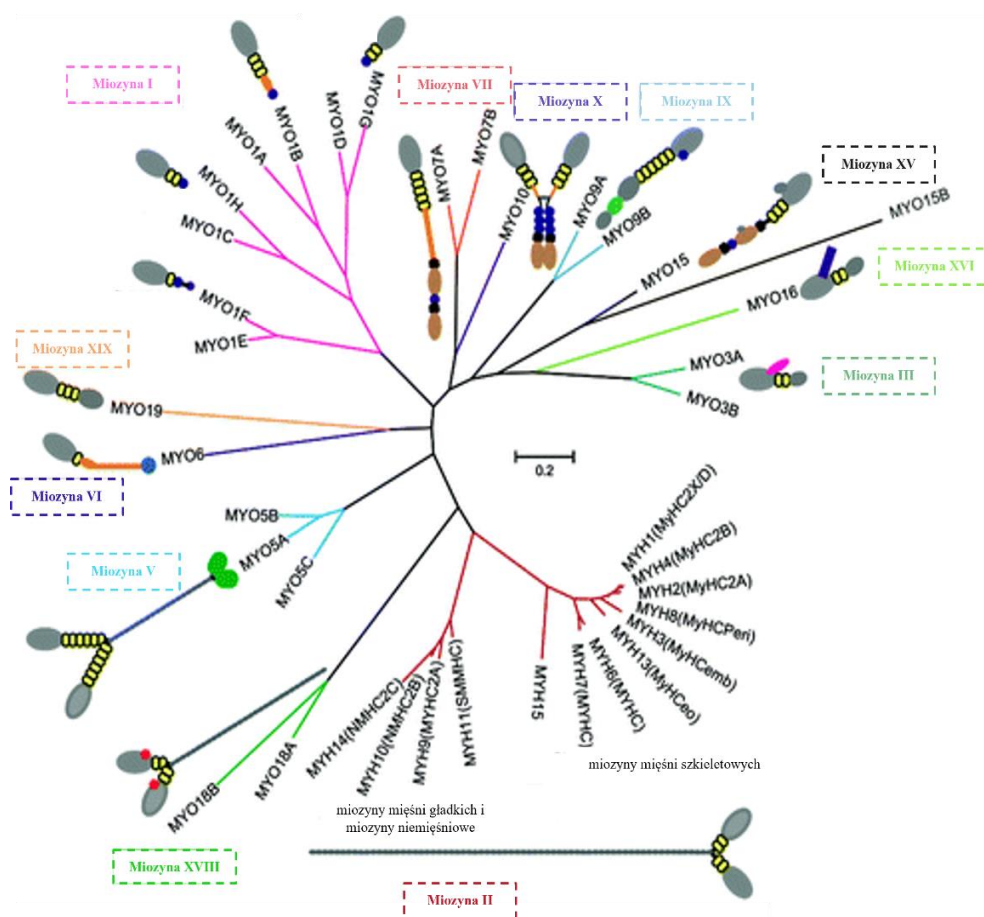 Miozyna I
Miozyna VII
Miozyna X
Miozyna IX
Miozyna XV
Miozyna XVI
Miozyna III
Miozyna XIX
Miozyna VI
Miozyna V
Miozyna XVIII
Miozyna II
MYO1G
MYO1D
MYO1B
MYO1A
MYO1H
MYO1C
MYO1F
MYO1E
MYO7A
MYO7B
MYO10
MYO9A
MYO9B
MYO15
MYO15B
MYO16
MYO3A
MYO3B
MYO19
MYO6
MYO5B
MYO5A
MYO5C
MYO18B
MYO18A
0.2
MYH14(NMHC2C)
MYH10(NMHC2B)
MYH9(MYHC2A)
MYH11(SMMHC)
MYH15
MYH7(MYHC)
MYH6(MYHC)
MYH13(MyHCeo)
MYH3(MyHCemb)
MYH8(MyHCPeri)
MYH2(MyHC2A)
MYH4(MyHC2B)
MYH1(MyHC2X/D)
miozyny mięśni szkieletowych
miozyny mięśni gładkich i
miozyny niemięśniowe